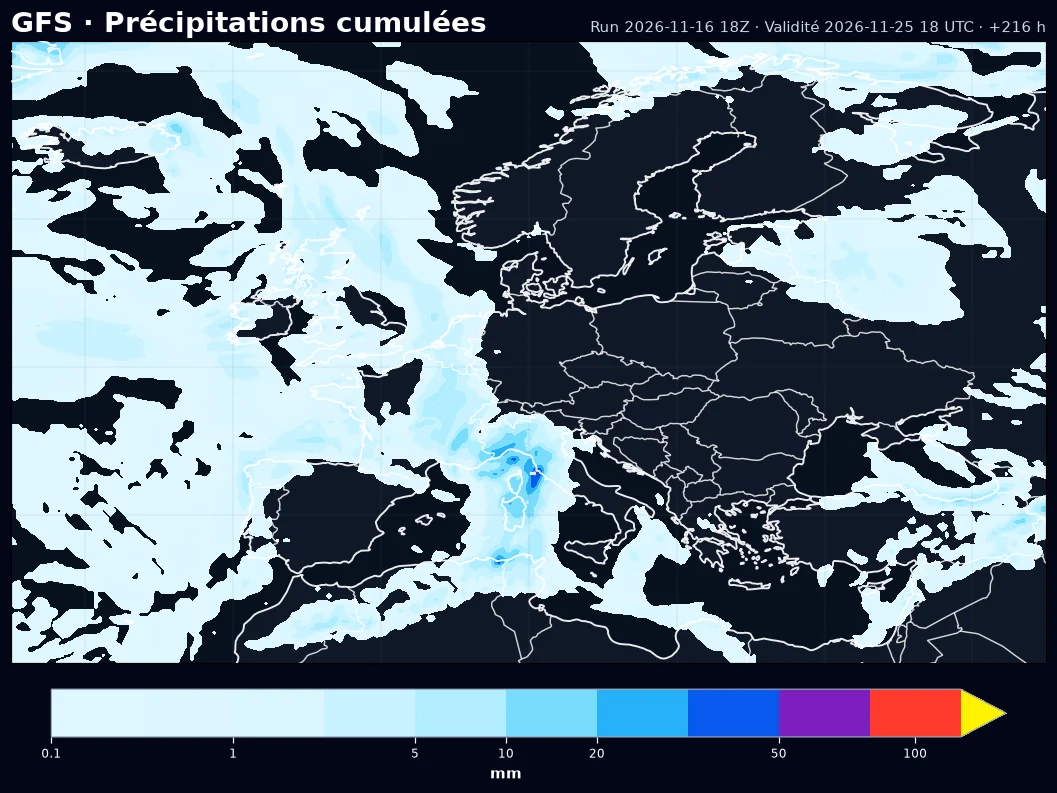 GFS · Précipitations cumulées
Run 2026-11-16 18Z · Validité 2026-11-25 18 UTC · +216 h
0.1 1 5 10 20 50 100
mm